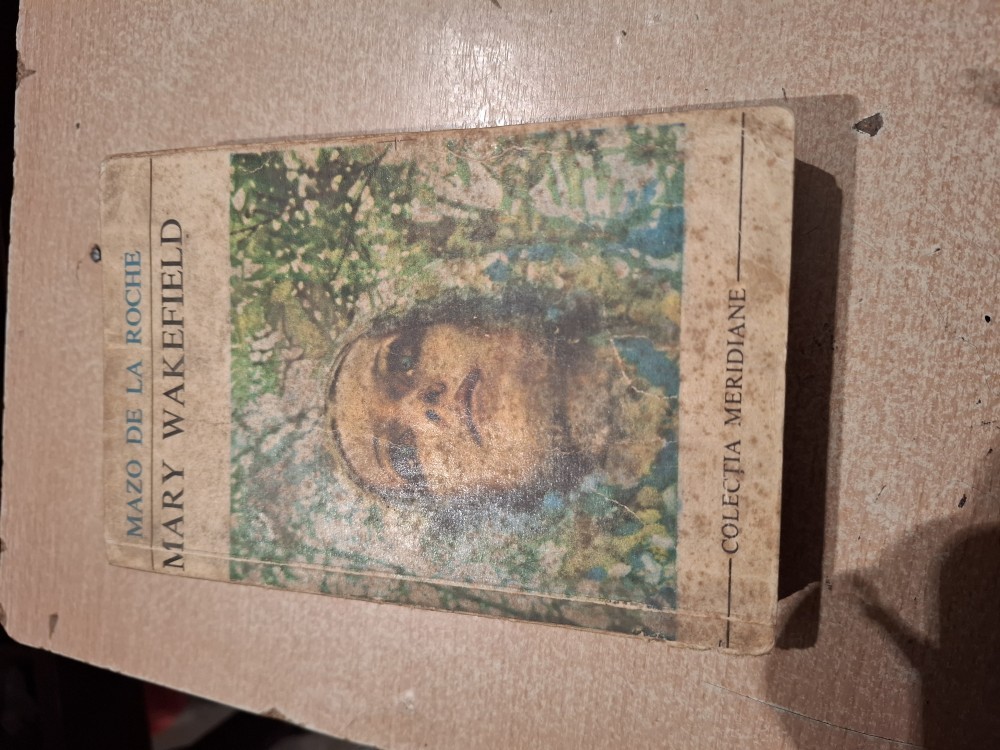 MAZO DE LA ROCHE
MARY WAKEFIELD
COLECȚIA MERIDIANE